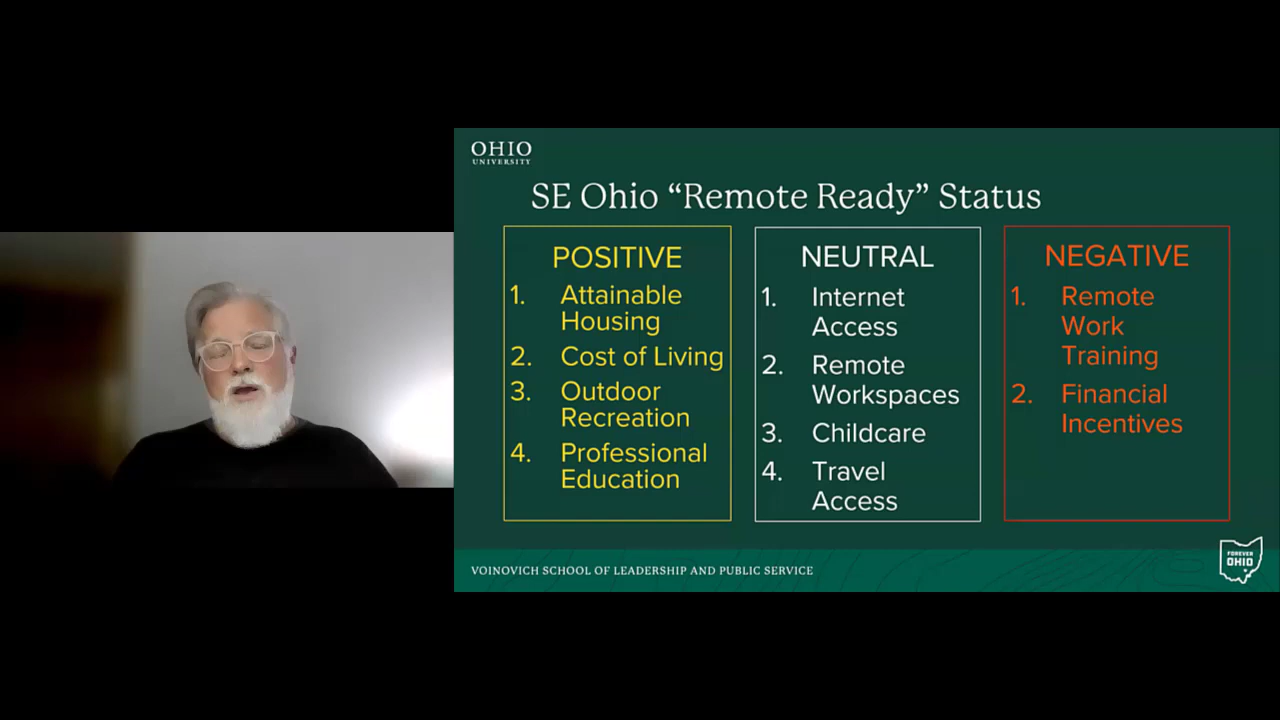 OHIO
UNIVERSITY
SE Ohio “Remote Ready” Status
POSITIVE
1. Attainable
Housing
2. Cost of Living
3. Outdoor
Recreation
4. Professional
Education
NEUTRAL
1. Internet
Access
2. Remote
Workspaces
3. Childcare
4. Travel
Access
NEGATIVE
1. Remote
Work
Training
2. Financial
Incentives
VOINOVICH SCHOOL OF LEADERSHIP AND PUBLIC SERVICE
FOREVER
OHIO